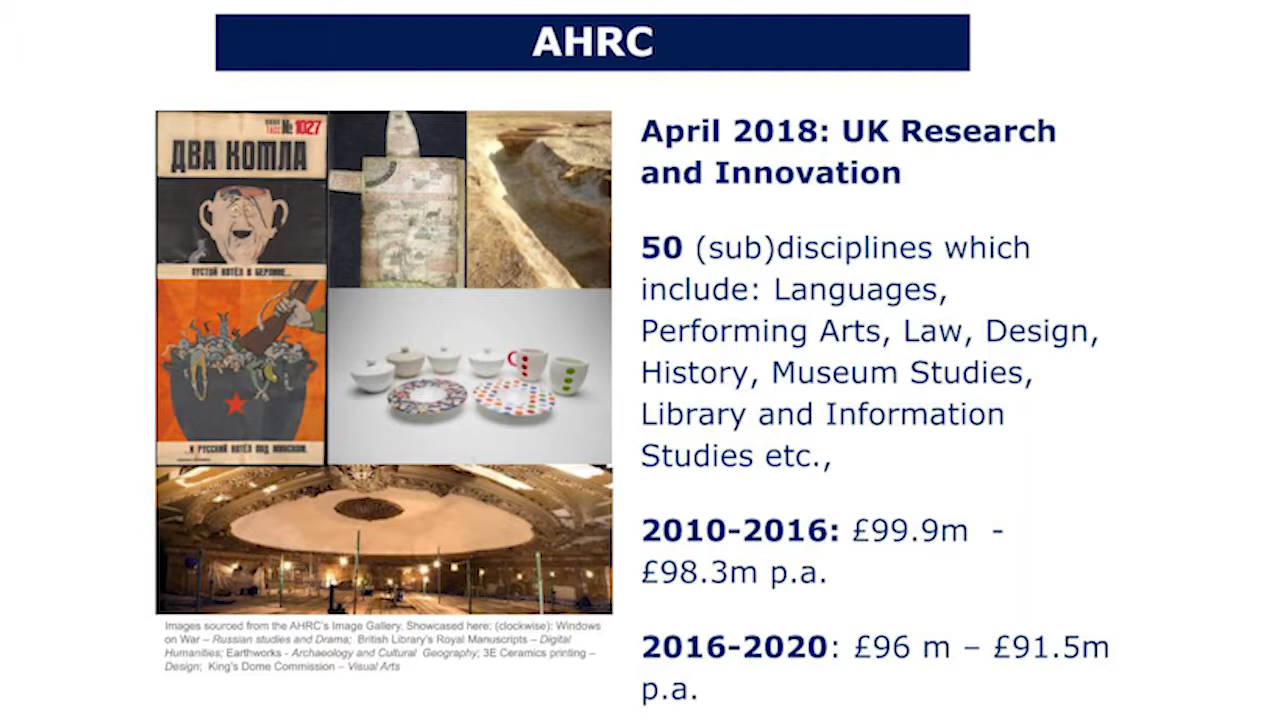 AHRC
№ 1027
ДВА КОТЛА
ПУСТОЙ КОТЁЛ В БЕРЛИНЕ...
...И РУССКИЙ КОТЁЛ ПОД МИНСКОМ.
Images sourced from the AHRC's Image Gallery. Showcased here: (clockwise): Windows
on War – Russian studies and Drama; British Library's Royal Manuscripts – Digital
Humanities; Earthworks - Archaeology and Cultural Geography; 3E Ceramics printing –
Design; King's Dome Commission – Visual Arts
April 2018: UK Research
and Innovation
50 (sub)disciplines which
include: Languages,
Performing Arts, Law, Design,
History, Museum Studies,
Library and Information
Studies etc.,
2010-2016: £99.9m -
£98.3m p.a.
2016-2020: £96 m – £91.5m
p.a.